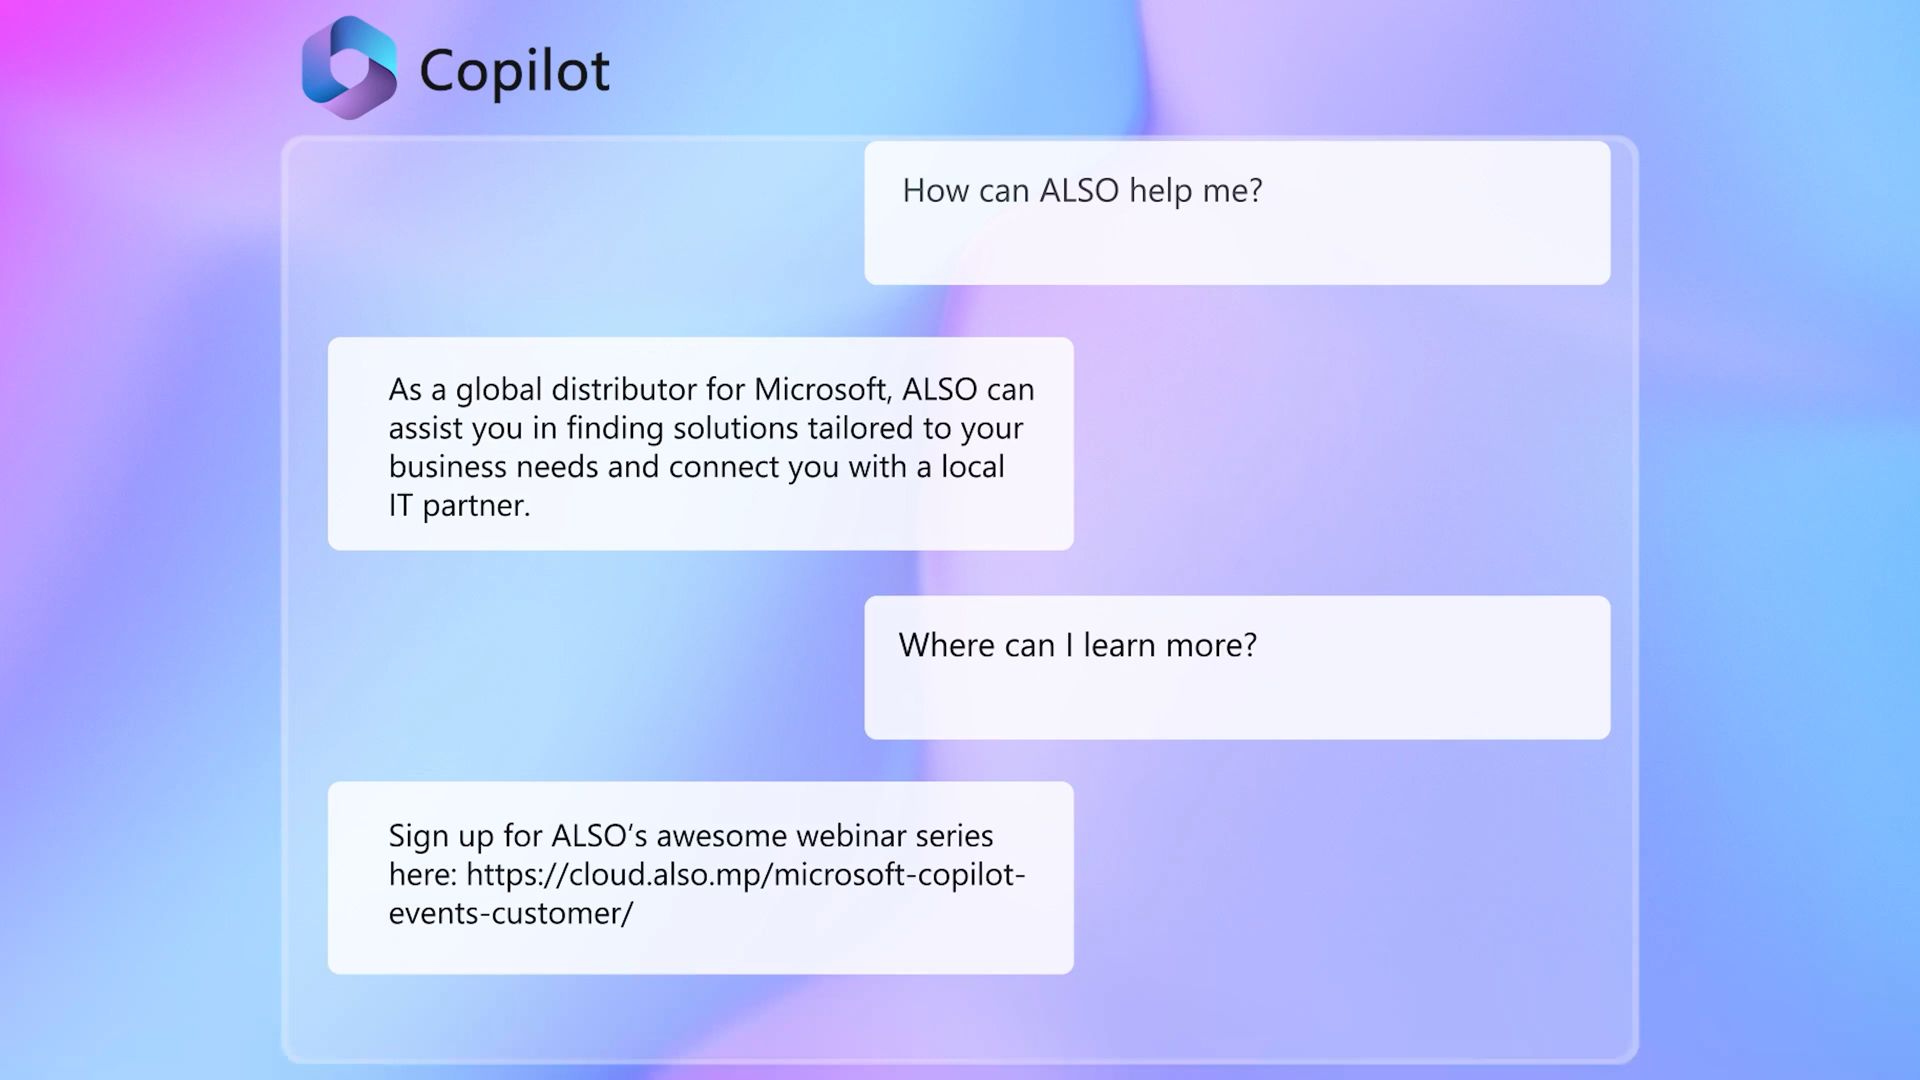 Copilot
How can ALSO help me?
As a global distributor for Microsoft, ALSO can
assist you in finding solutions tailored to your
business needs and connect you with a local
IT partner.
Where can I learn more?
Sign up for ALSO’s awesome webinar series
here: https://cloud.also.mp/microsoft-copilot-
events-customer/